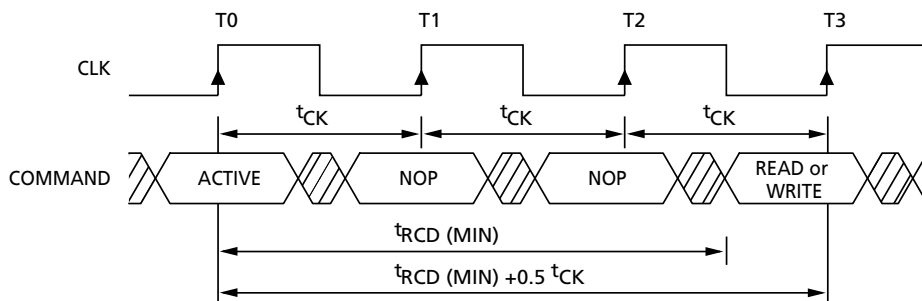 T0 T1 T2 T3
CLK
tCK tCK tCK
COMMAND ACTIVE NOP NOP READ or
WRITE
tRCD (MIN)
tRCD (MIN) +0.5 tCK